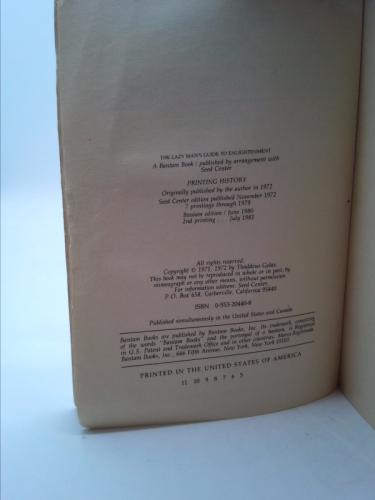 THE LAZY MAN'S GUIDE TO ENLIGHTENMENT
A Bantam Book / published by arrangement with
Seed Center
PRINTING HISTORY
Originally published by the author in 1972
Seed Center edition published November 1972
7 printings through 1979
Bantam edition / June 1980
2nd printing . . . July 1981
All rights reserved.
Copyright © 1971, 1972 by Thaddeus Golas.
This book may not be reproduced in whole or in part, by
mimeograph or any other means, without permission.
For information address: Seed Center,
P.O. Box 658, Garberville, California 95440
ISBN 0-553-20440-8
Published simultaneously in the United States and Canada
Bantam Books are published by Bantam Books, Inc. Its trademark, consisting
of the words "Bantam Books" and the portrayal of a bantam, is Registered
in U.S. Patent and Trademark Office and in other countries. Marca Registrada.
Bantam Books, Inc., 666 Fifth Avenue, New York, New York 10103.
PRINTED IN THE UNITED STATES OF AMERICA
11 10 9 8 7 6 5